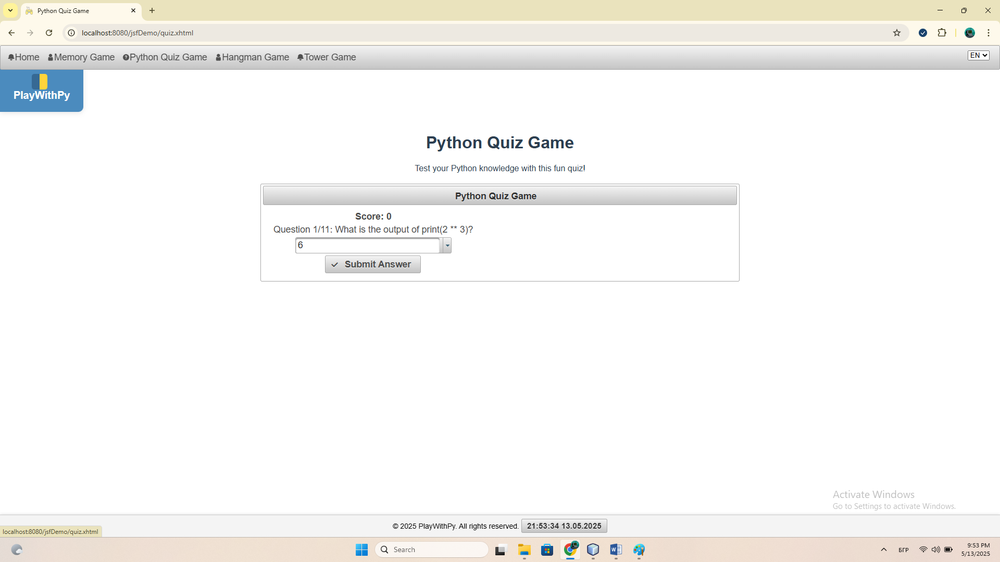 Python Quiz Game
localhost:8080/jsfDemo/quiz.xhtml
Home Memory Game Python Quiz Game Hangman Game Tower Game EN
PlayWithPy
Python Quiz Game
Test your Python knowledge with this fun quiz!
Python Quiz Game
Score: 0
Question 1/11: What is the output of print(2 ** 3)?
6
Submit Answer
Activate Windows
Go to Settings to activate Windows.
© 2025 PlayWithPy. All rights reserved. 21:53:34 13.05.2025
localhost:8080/jsfDemo/quiz.xhtml
Search
БГР
9:53 PM
5/13/2025